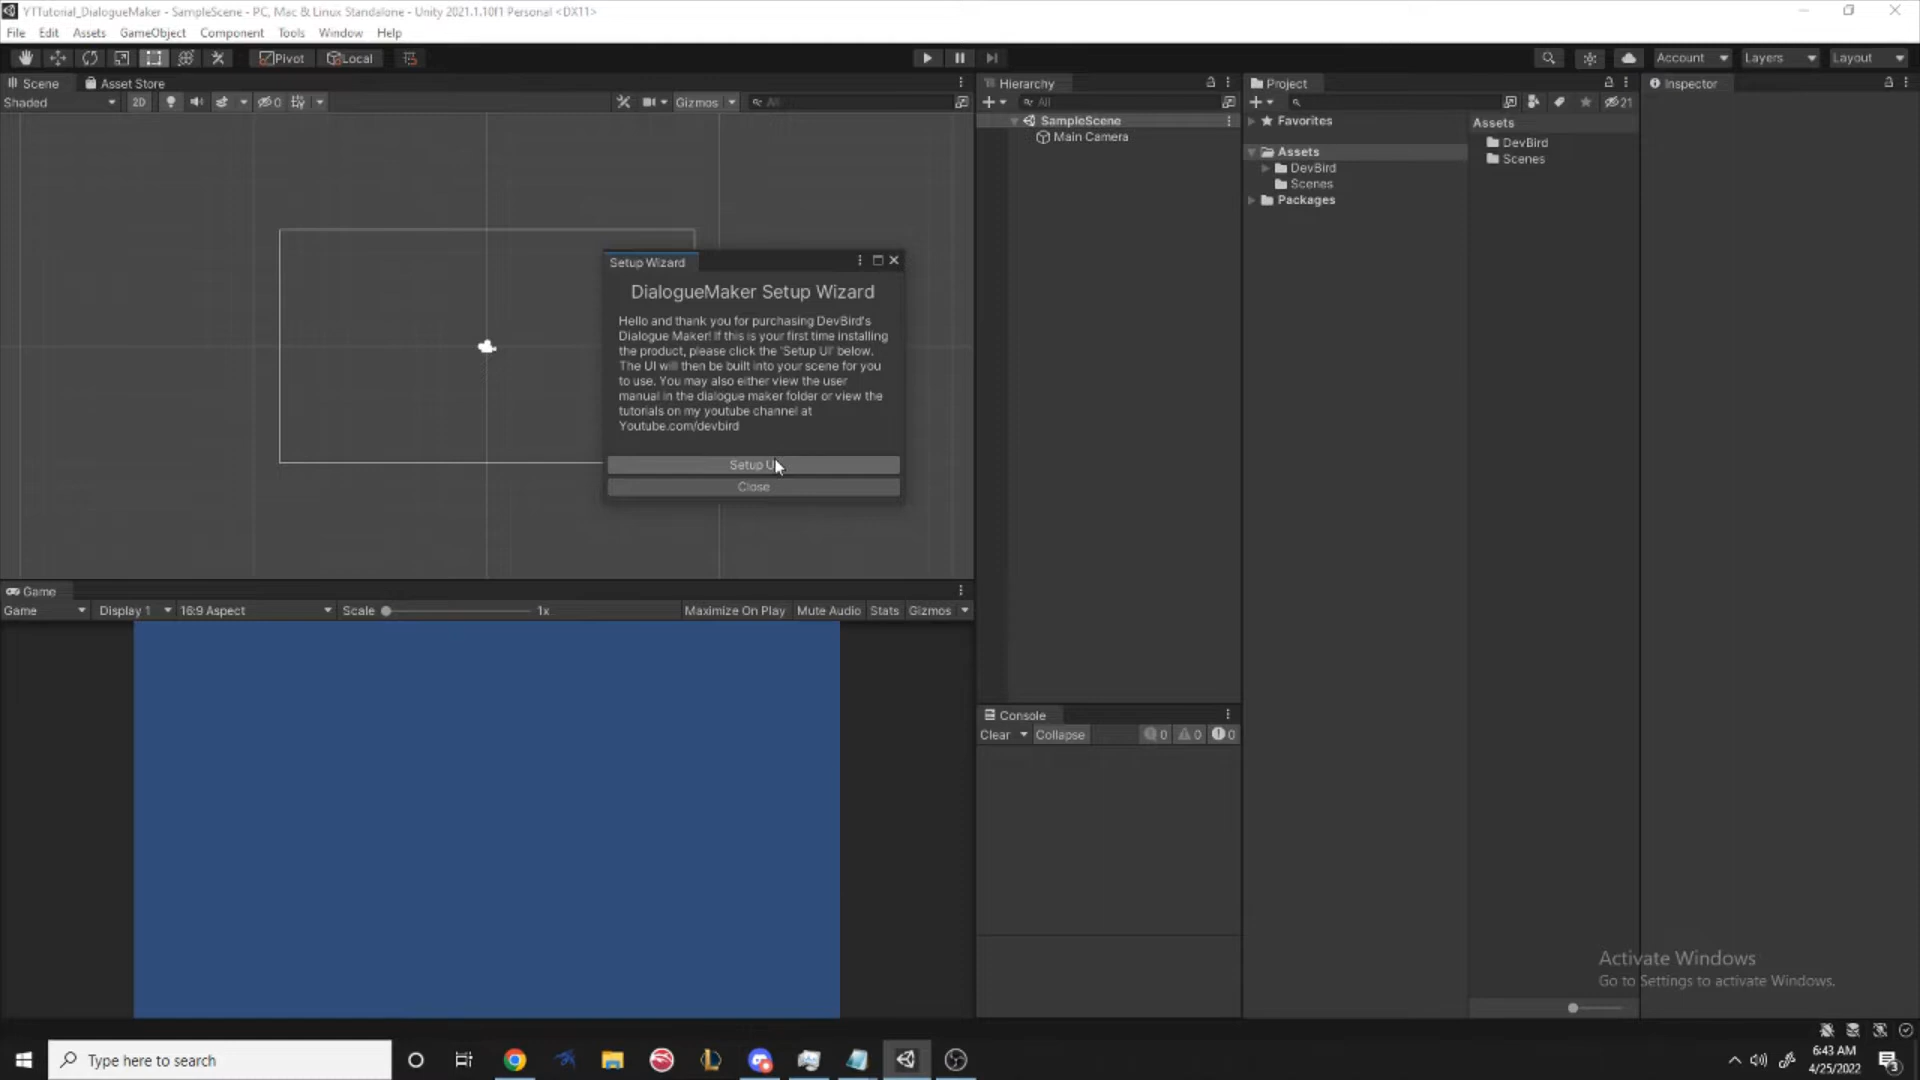 YTTutorial_DialogueMaker - SampleScene - PC, Mac & Linux Standalone - Unity 2021.1.10f1 Personal <DX11>
File Edit Assets GameObject Component Tools Window Help
Pivot Local Account Layers Layout
Scene Asset Store
Shaded 2D 0 Gizmos All
Hierarchy
All
SampleScene
Main Camera
Project
21
Favorites
Assets
DevBird
Scenes
Packages
Assets
DevBird
Scenes
Inspector
Setup Wizard
DialogueMaker Setup Wizard
Hello and thank you for purchasing DevBird's
Dialogue Maker! If this is your first time installing
the product, please click the 'Setup UI' below.
The UI will then be built into your scene for you
to use. You may also either view the user
manual in the dialogue maker folder or view the
tutorials on my youtube channel at
Youtube.com/devbird
Setup U
Close
Game
Game Display 1 16:9 Aspect Scale 1x Maximize On Play Mute Audio Stats Gizmos
Console
Clear Collapse 0 0 0
Activate Windows
Go to Settings to activate Windows.
Type here to search
6:43 AM
4/25/2022
3